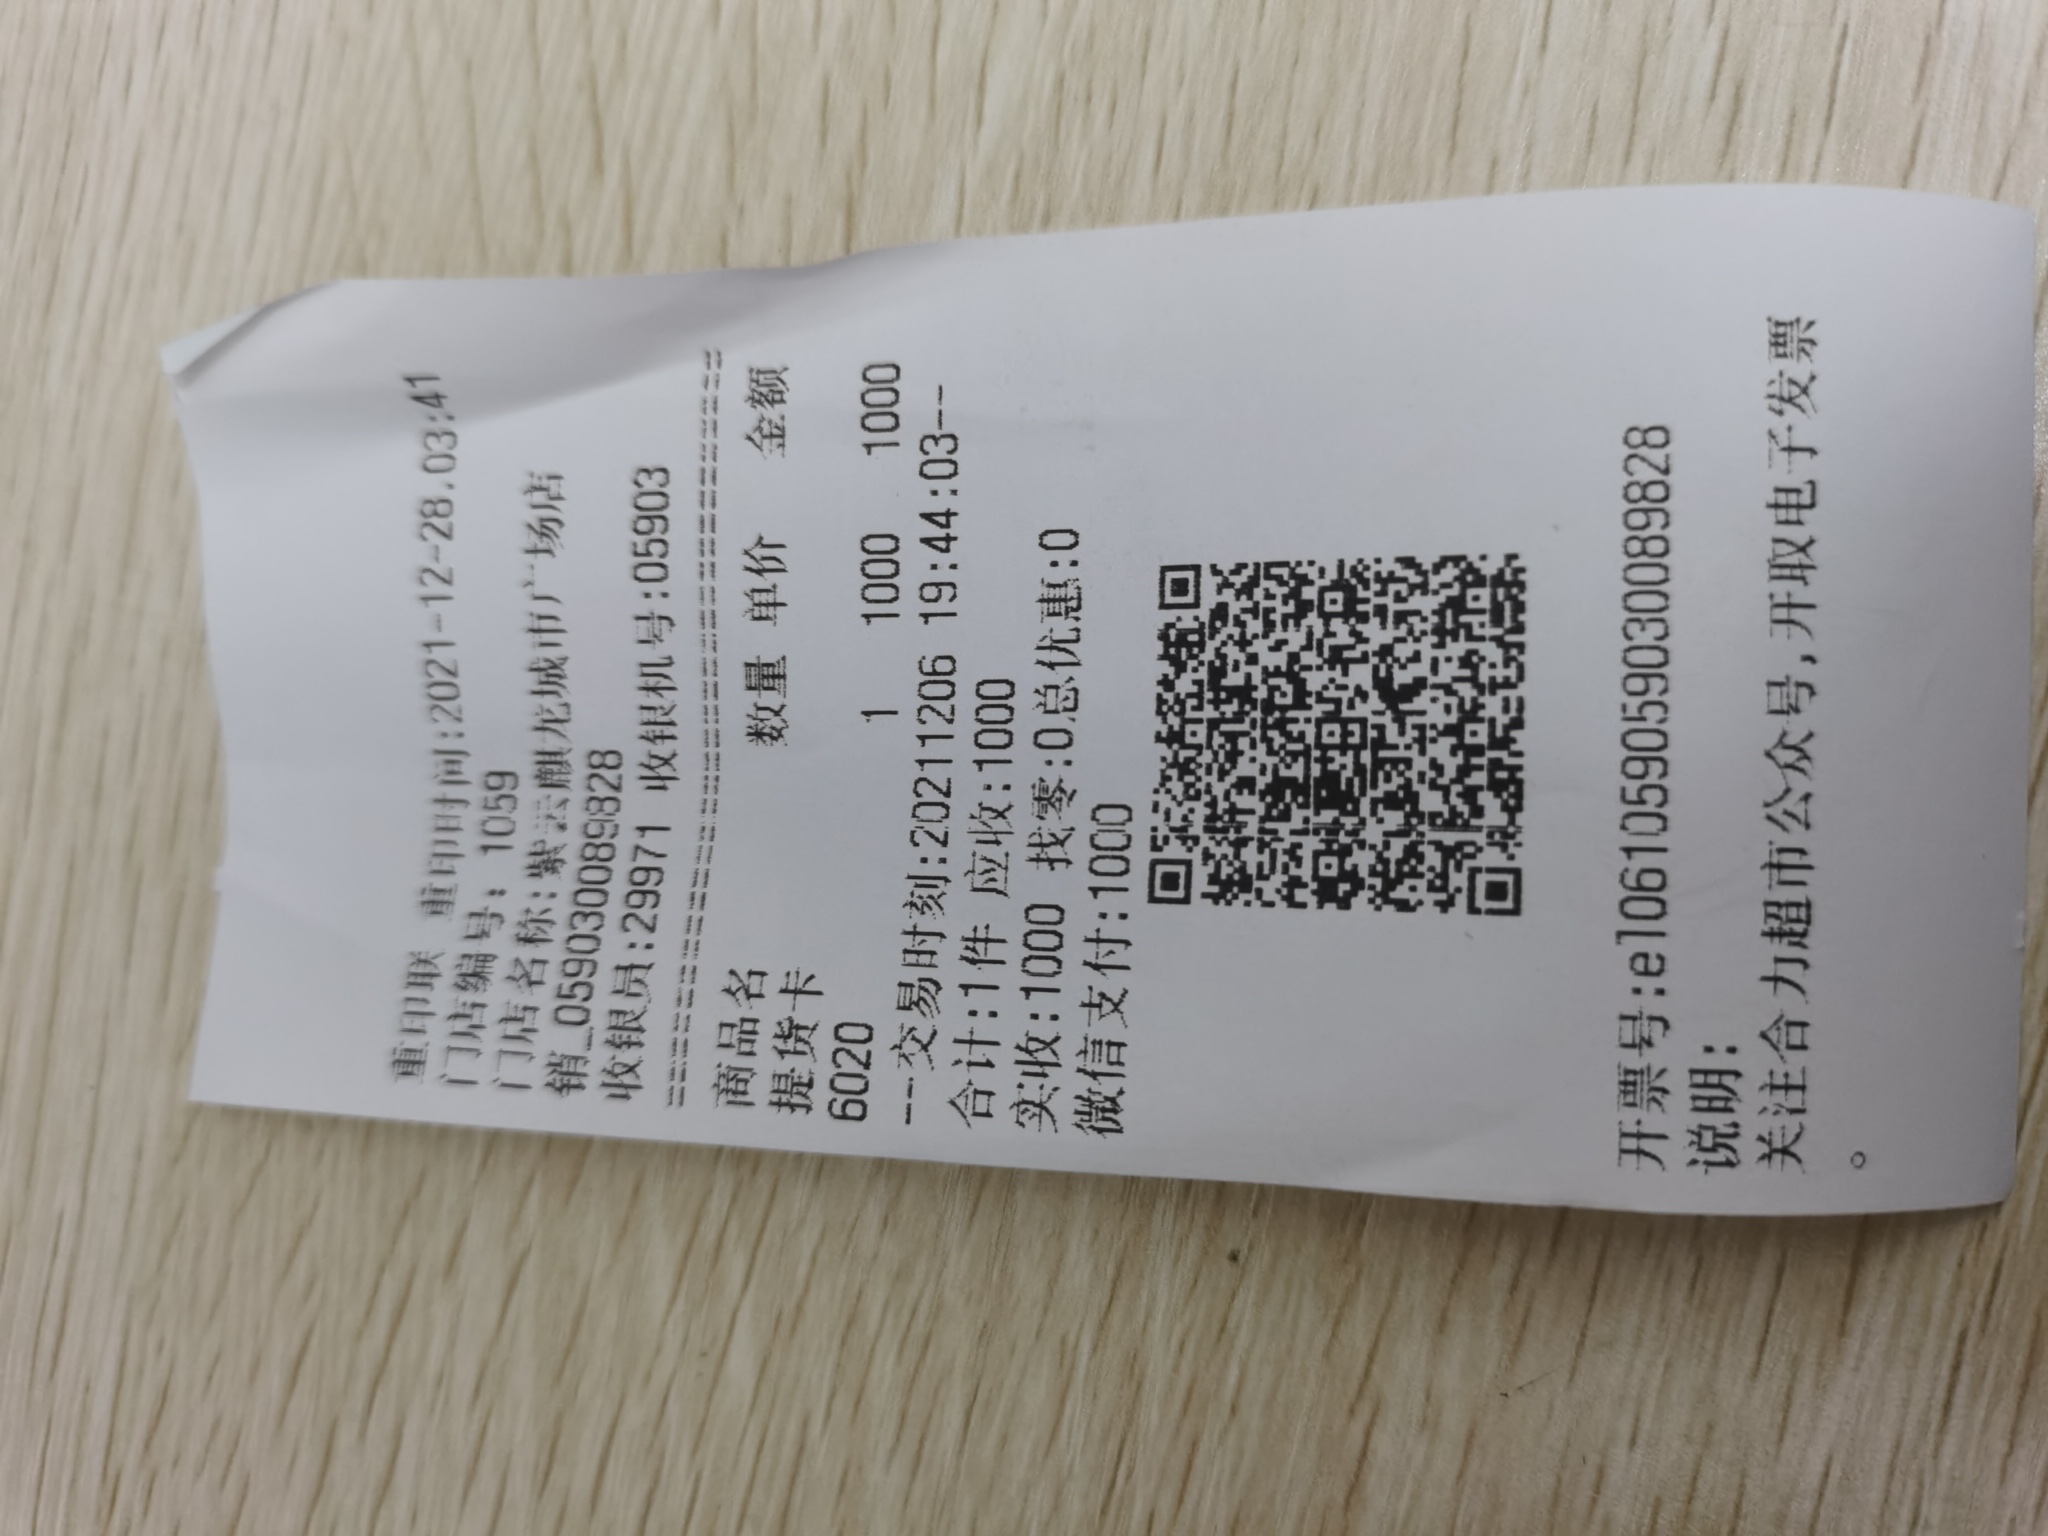 重印联 重印时间:2021-12-28.03:41
门店编号: 1059
门店名称:紫云麒龙城市广场店
销_059030089828
收银员:29971 收银机号:05903
商品名 数量 单价 金额
提货卡
6020 1 1000 1000
---交易时刻:20211206 19:44:03--
合计:1件 应收:1000
实收:1000 找零:0总优惠:0
微信支付:1000
开票号:e1061059059030089828
说明:
关注合力超市公众号,开取电子发票
。